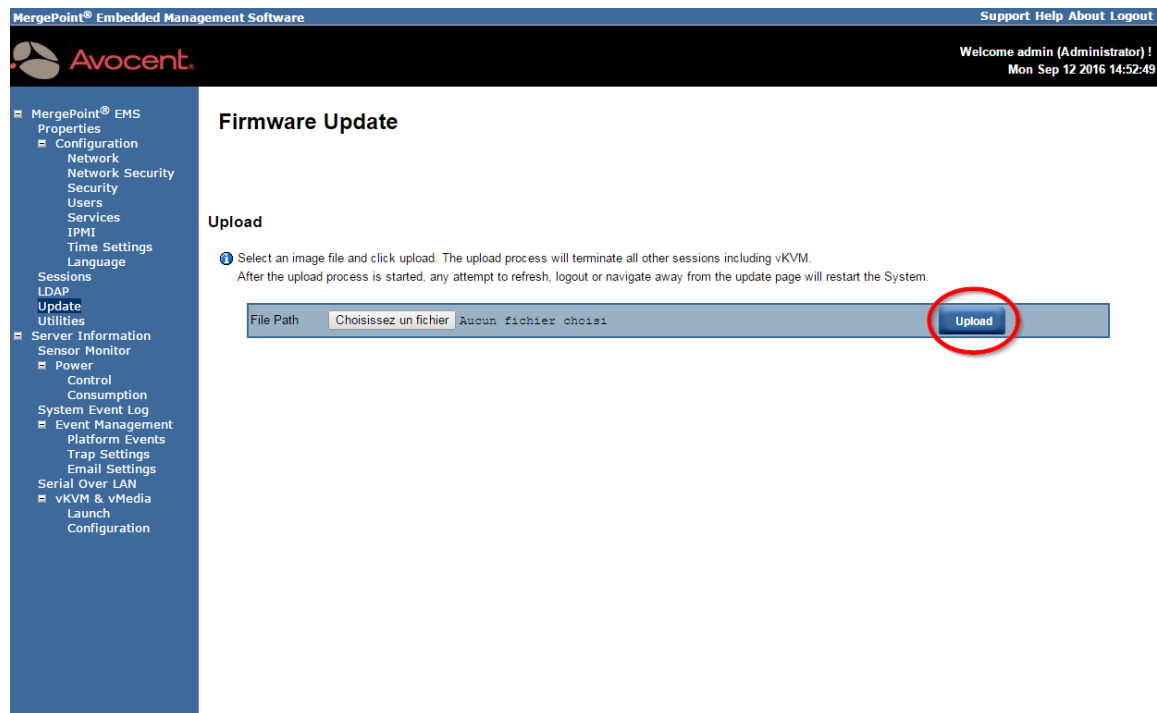 MergePoint® Embedded Management Software
Support Help About Logout
Avocent.
Welcome admin (Administrator) !
Mon Sep 12 2016 14:52:49
MergePoint® EMS
Properties
Configuration
Network
Network Security
Security
Users
Services
IPMI
Time Settings
Language
Sessions
LDAP
Update
Utilities
Server Information
Sensor Monitor
Power
Control
Consumption
System Event Log
Event Management
Platform Events
Trap Settings
Email Settings
Serial Over LAN
vKVM & vMedia
Launch
Configuration
Firmware Update
Upload
Select an image file and click upload. The upload process will terminate all other sessions including vKVM.
After the upload process is started, any attempt to refresh, logout or navigate away from the update page will restart the System.
File Path Choisissez un fichier Aucun fichier choisi Upload